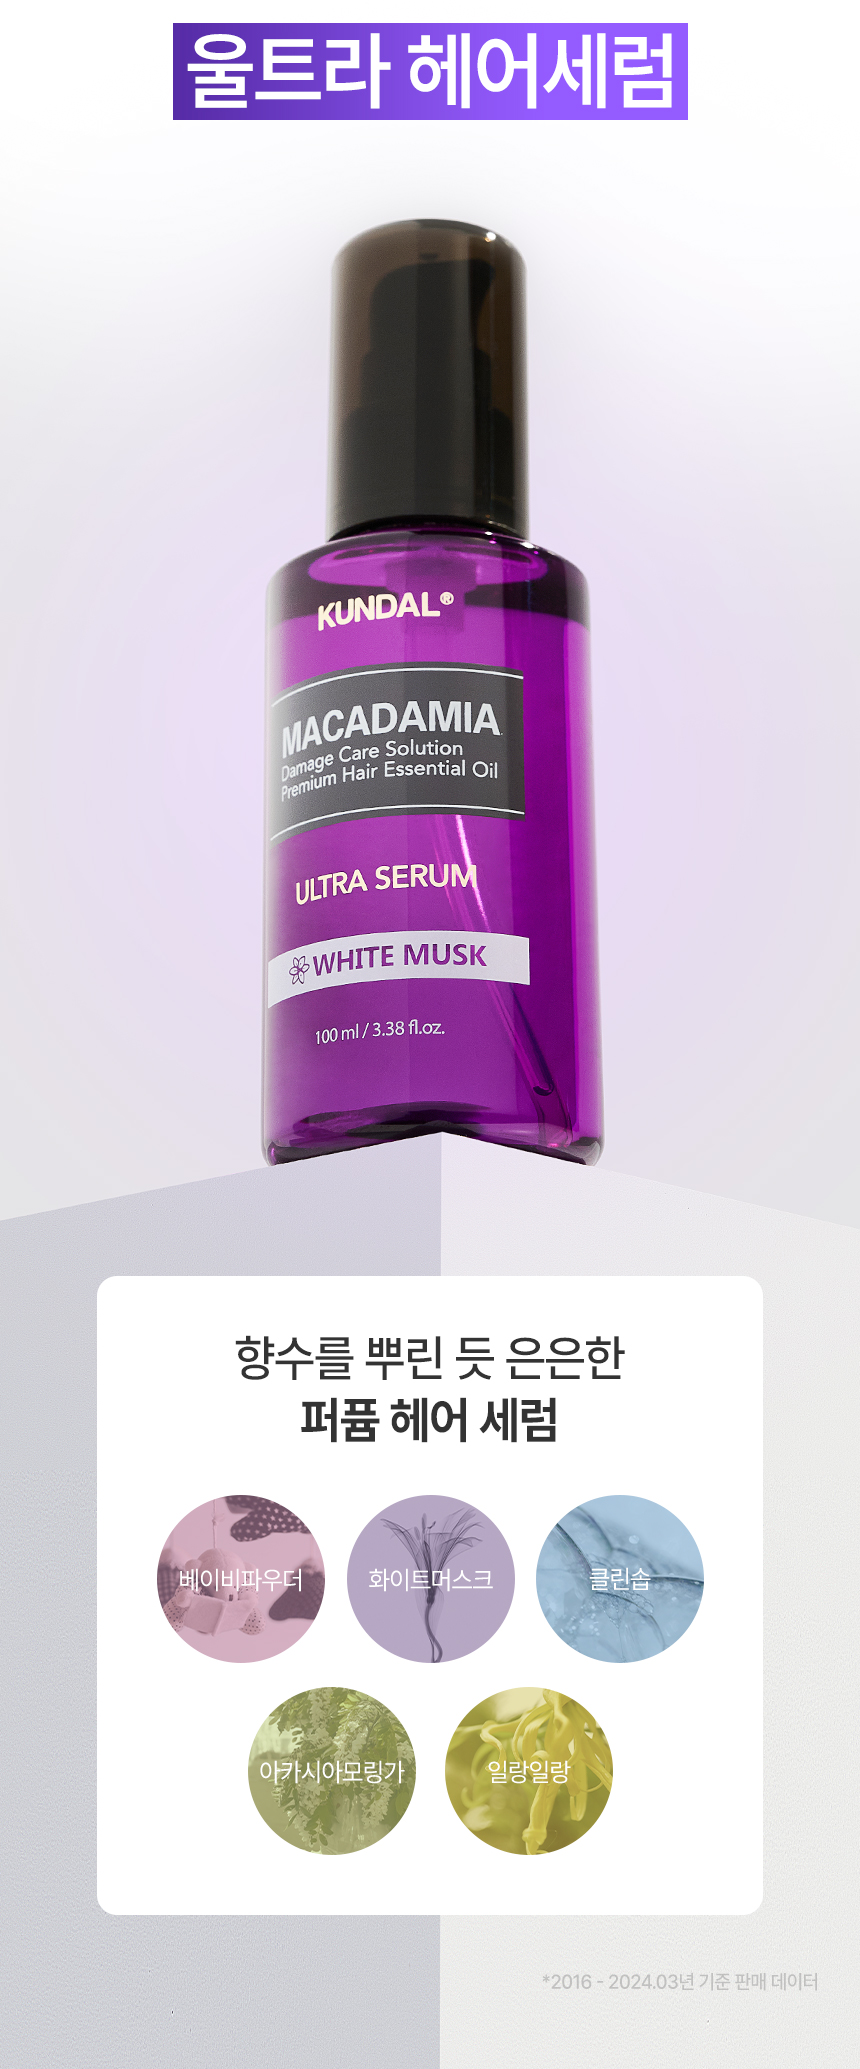 울트라 헤어세럼
KUNDAL®
MACADAMIA
Damage Care Solution
Premium Hair Essential Oil
ULTRA SERUM
WHITE MUSK
100 ml / 3.38 fl.oz.
향수를 뿌린 듯 은은한
퍼퓸 헤어 세럼
베이비파우더
화이트머스크
클린솝
아카시아모링가
일랑일랑
*2016 - 2024.03년 기준 판매 데이터